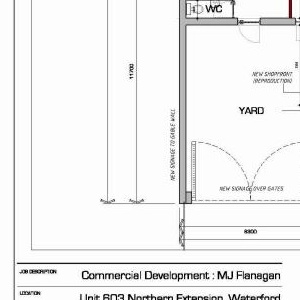 WC
11700
NEW SHOPFRONT
(REPRODUCTION)
YARD
NEW SIGNAGE TO GABLE WALL
NEW SIGNAGE OVER GATES
8300
JOB DESCRIPTION
Commercial Development : MJ Flanagan
LOCATION
Unit 603 Northern Extension, Waterford